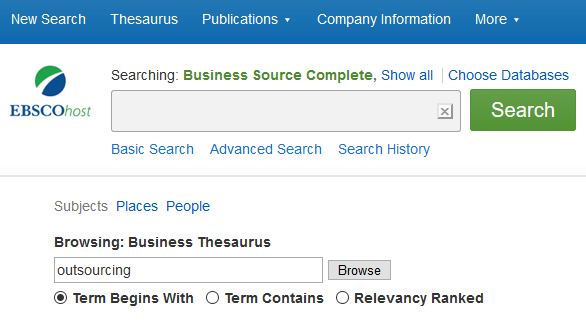 New Search Thesaurus Publications Company Information More
Searching: Business Source Complete, Show all | Choose Databases
EBSCOhost
Search
Basic Search Advanced Search Search History
Subjects Places People
Browsing: Business Thesaurus
outsourcing Browse
Term Begins With Term Contains Relevancy Ranked